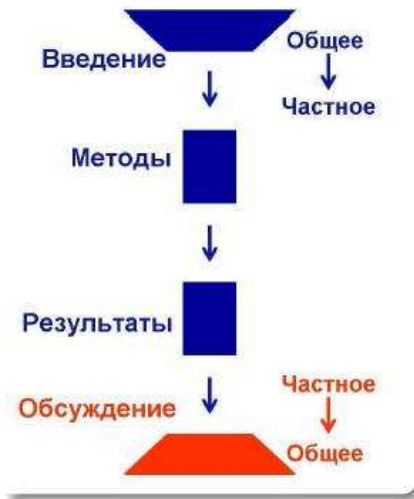 Общее
Введение
Частное
Методы
Результаты
Частное
Обсуждение
Общее